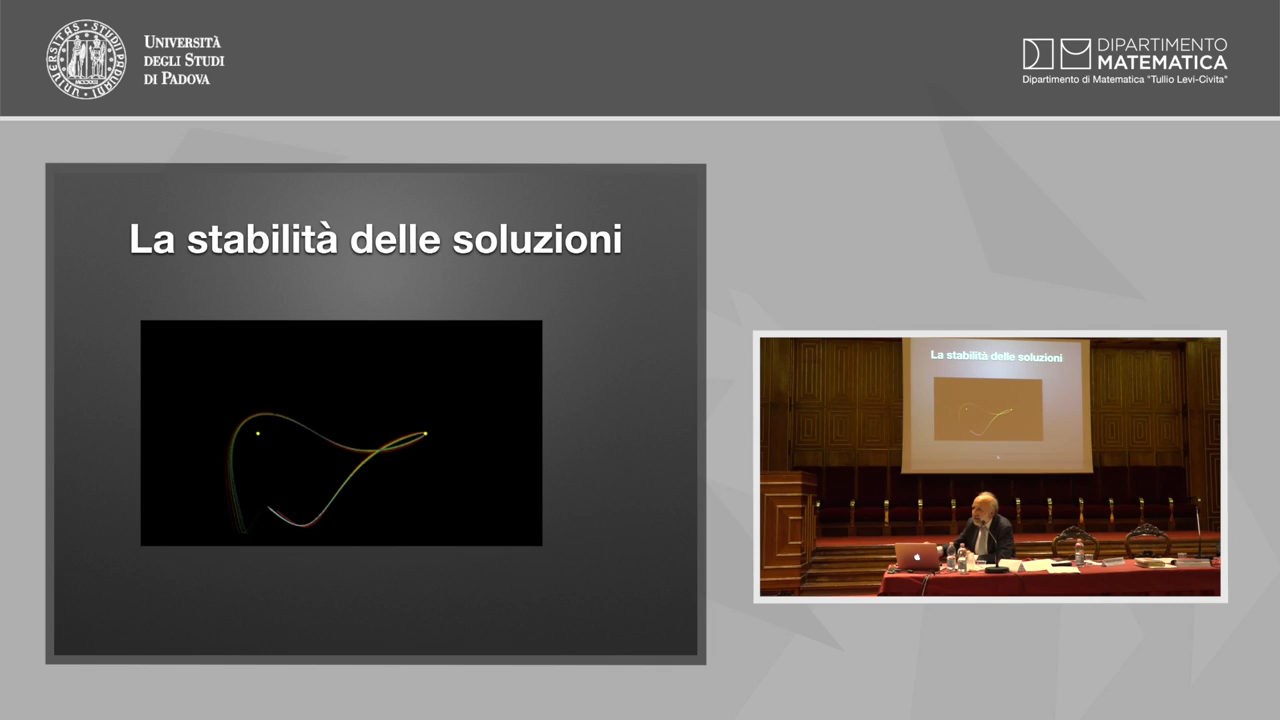 UNIVERSITÀ
DEGLI STUDI
DI PADOVA
DIPARTIMENTO
MATEMATICA
Dipartimento di Matematica "Tullio Levi-Civita"
La stabilità delle soluzioni
La stabilità delle soluzioni